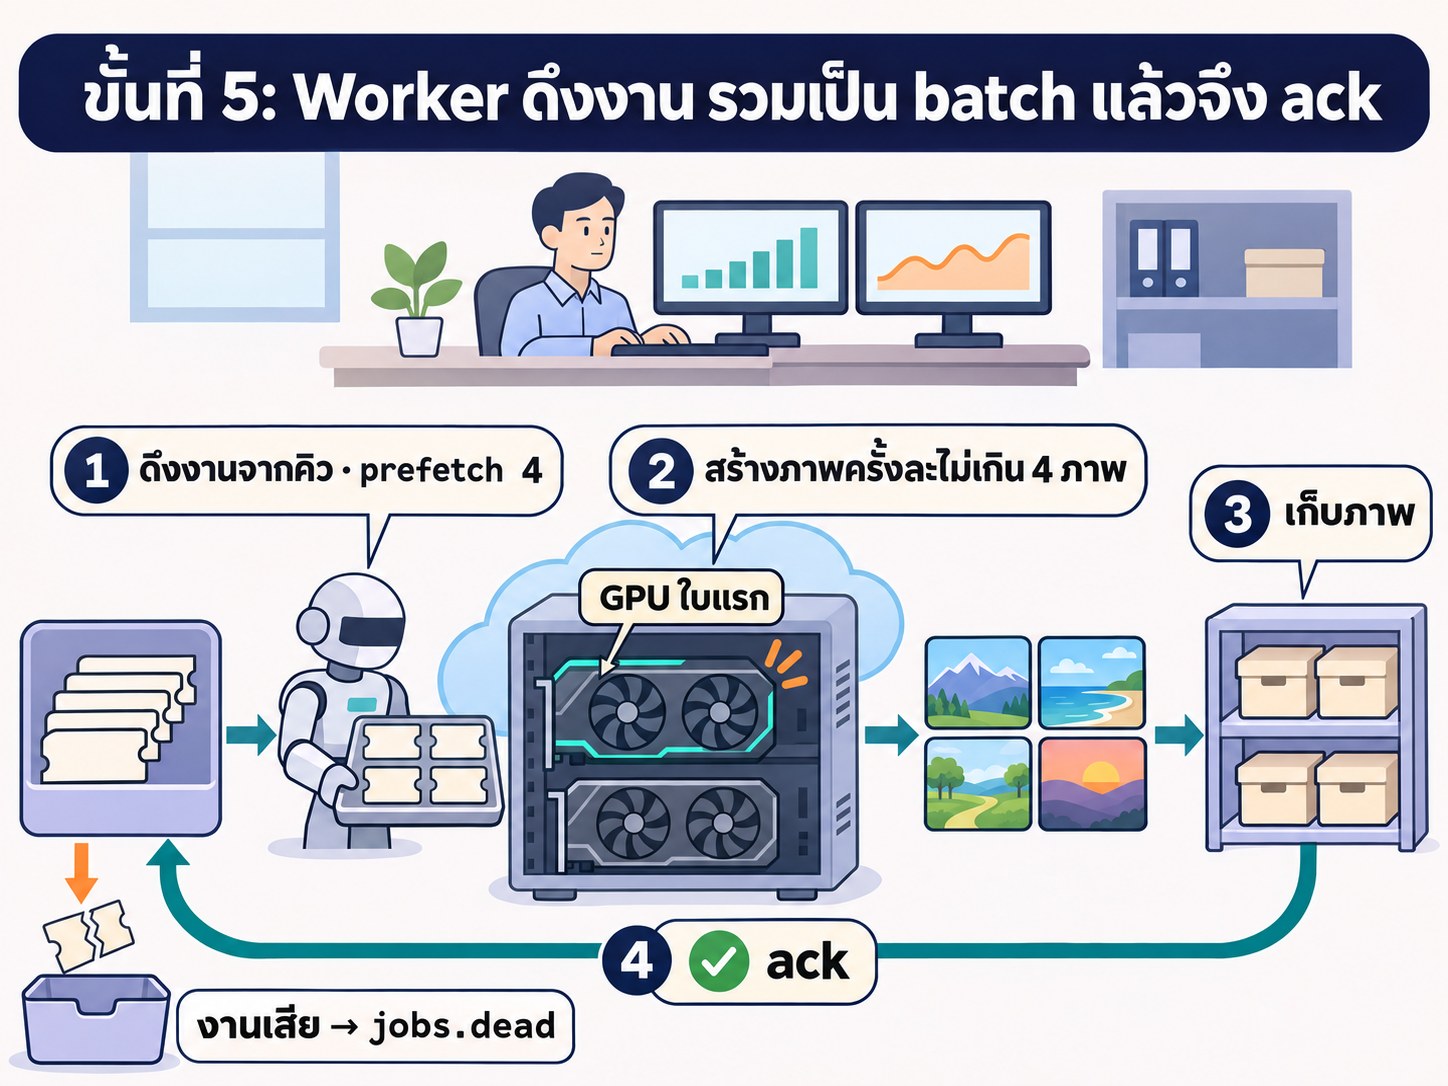 ขั้นที่ 5: Worker ดึงงาน รวมเป็น batch แล้วจึง ack
1 ดึงงานจากคิว · prefetch 4
2 สร้างภาพครั้งละไม่เกิน 4 ภาพ
3 เก็บภาพ
GPU ใบแรก
4 ack
งานเสีย → jobs.dead